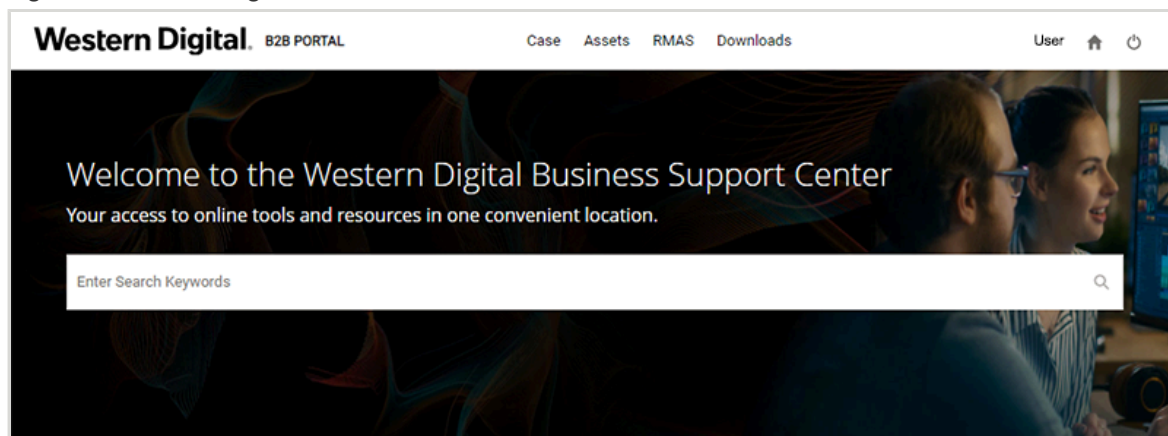 Western Digital. B2B PORTAL Case Assets RMAS Downloads User
Welcome to the Western Digital Business Support Center
Your access to online tools and resources in one convenient location.
Enter Search Keywords